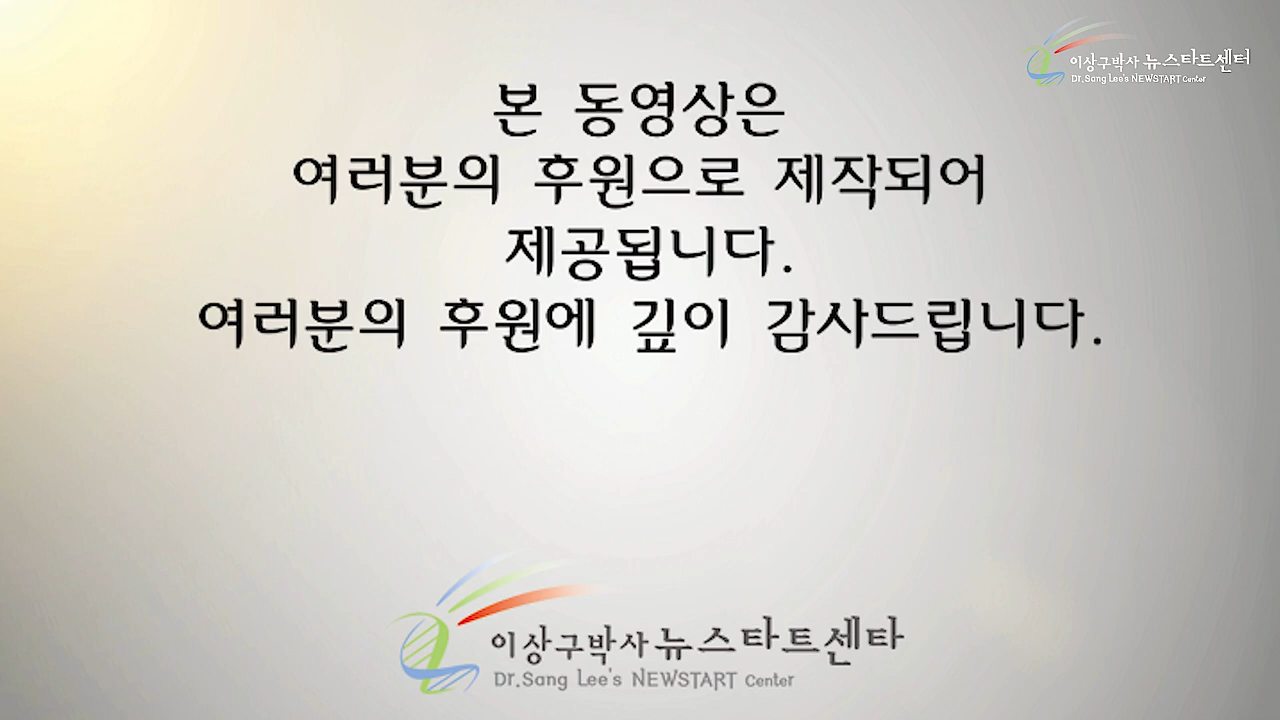 이상구박사 뉴스타트센터
Dr.Sang Lee's NEWSTART Center
본 동영상은
여러분의 후원으로 제작되어
제공됩니다.
여러분의 후원에 깊이 감사드립니다.
이상구박사 뉴스타트센타
Dr.Sang Lee's NEWSTART Center